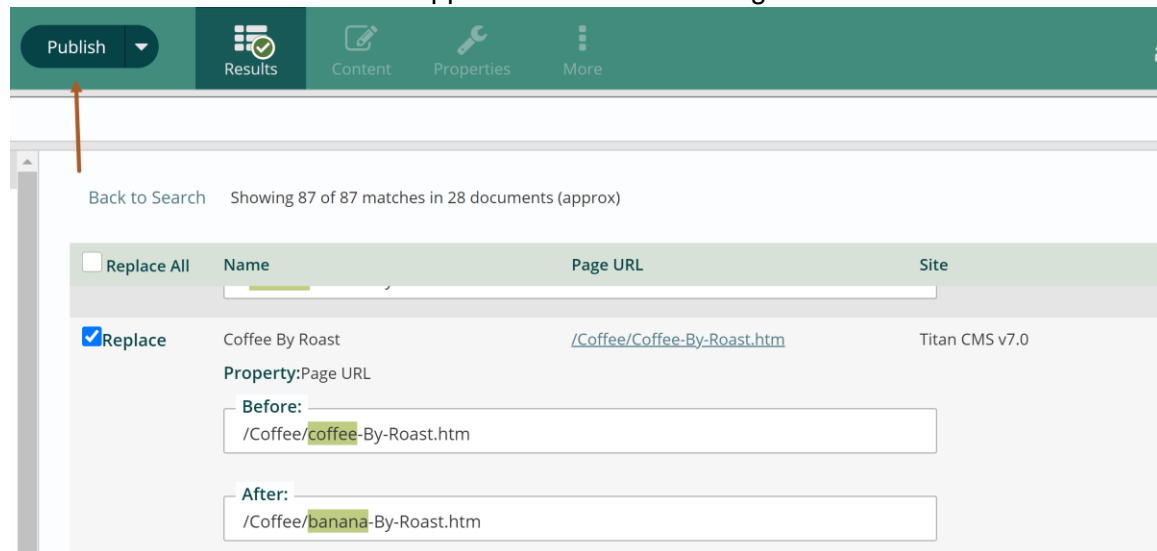 Publish
Results
Content
Properties
More
Back to Search Showing 87 of 87 matches in 28 documents (approx)
Replace All Name Page URL Site
Replace Coffee By Roast /Coffee/Coffee-By-Roast.htm Titan CMS v7.0
Property:Page URL
Before:
/Coffee/coffee-By-Roast.htm
After:
/Coffee/banana-By-Roast.htm